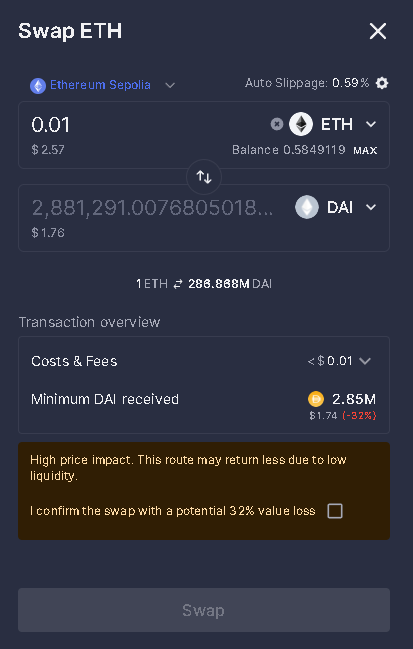 Swap ETH
Ethereum Sepolia
Auto Slippage: 0.59%
0.01
ETH
$2.57
Balance 0.5849119 MAX
2,881,291.0076805018...
DAI
$1.76
1 ETH ⇄ 286.868M DAI
Transaction overview
Costs & Fees
<$0.01
Minimum DAI received
2.85M
$1.74 (-32%)
High price impact. This route may return less due to low
liquidity.
I confirm the swap with a potential 32% value loss
Swap